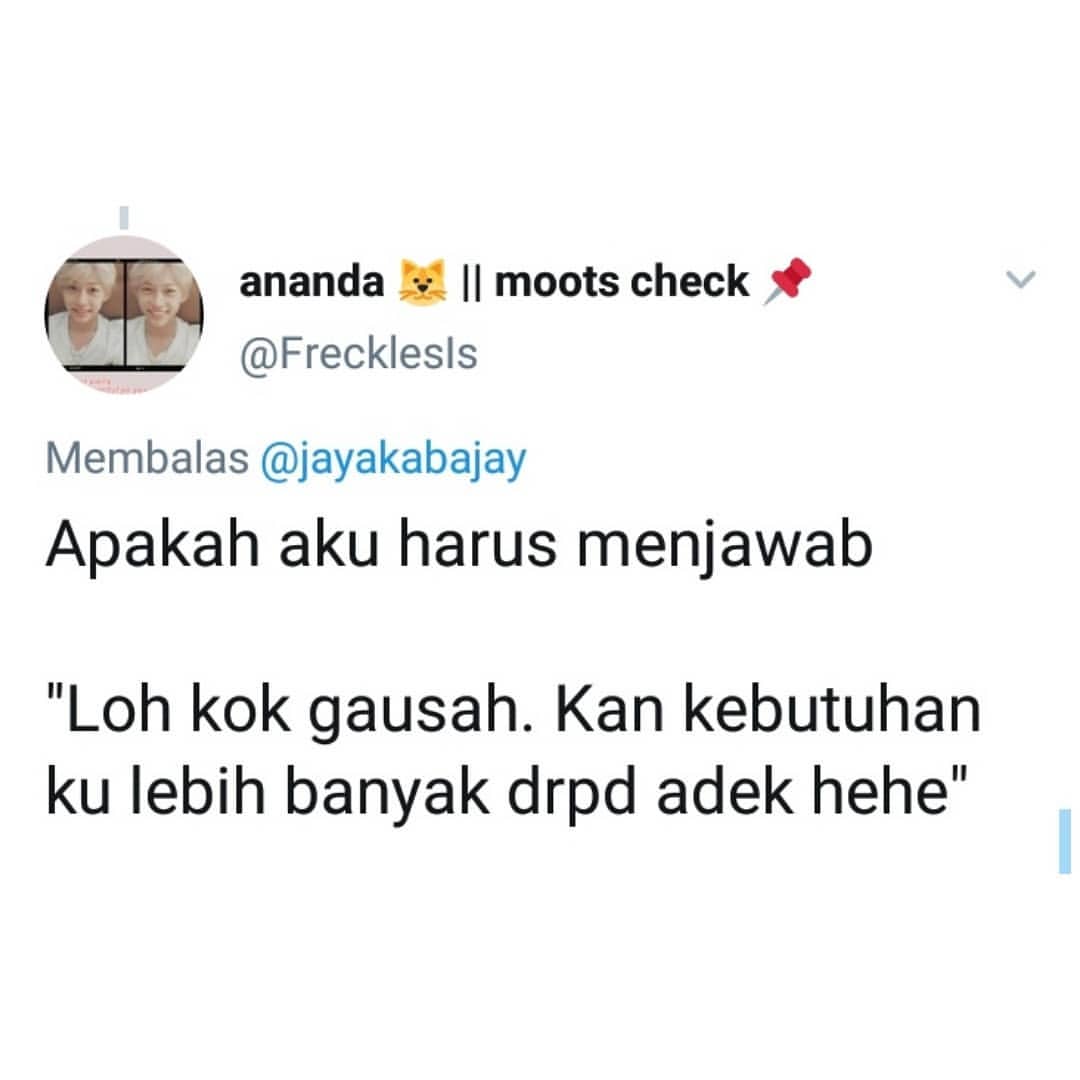 ananda 🐱 || moots check 📌
@FrecklesIs
Membalas @jayakabajay
Apakah aku harus menjawab
"Loh kok gausah. Kan kebutuhan
ku lebih banyak drpd adek hehe"